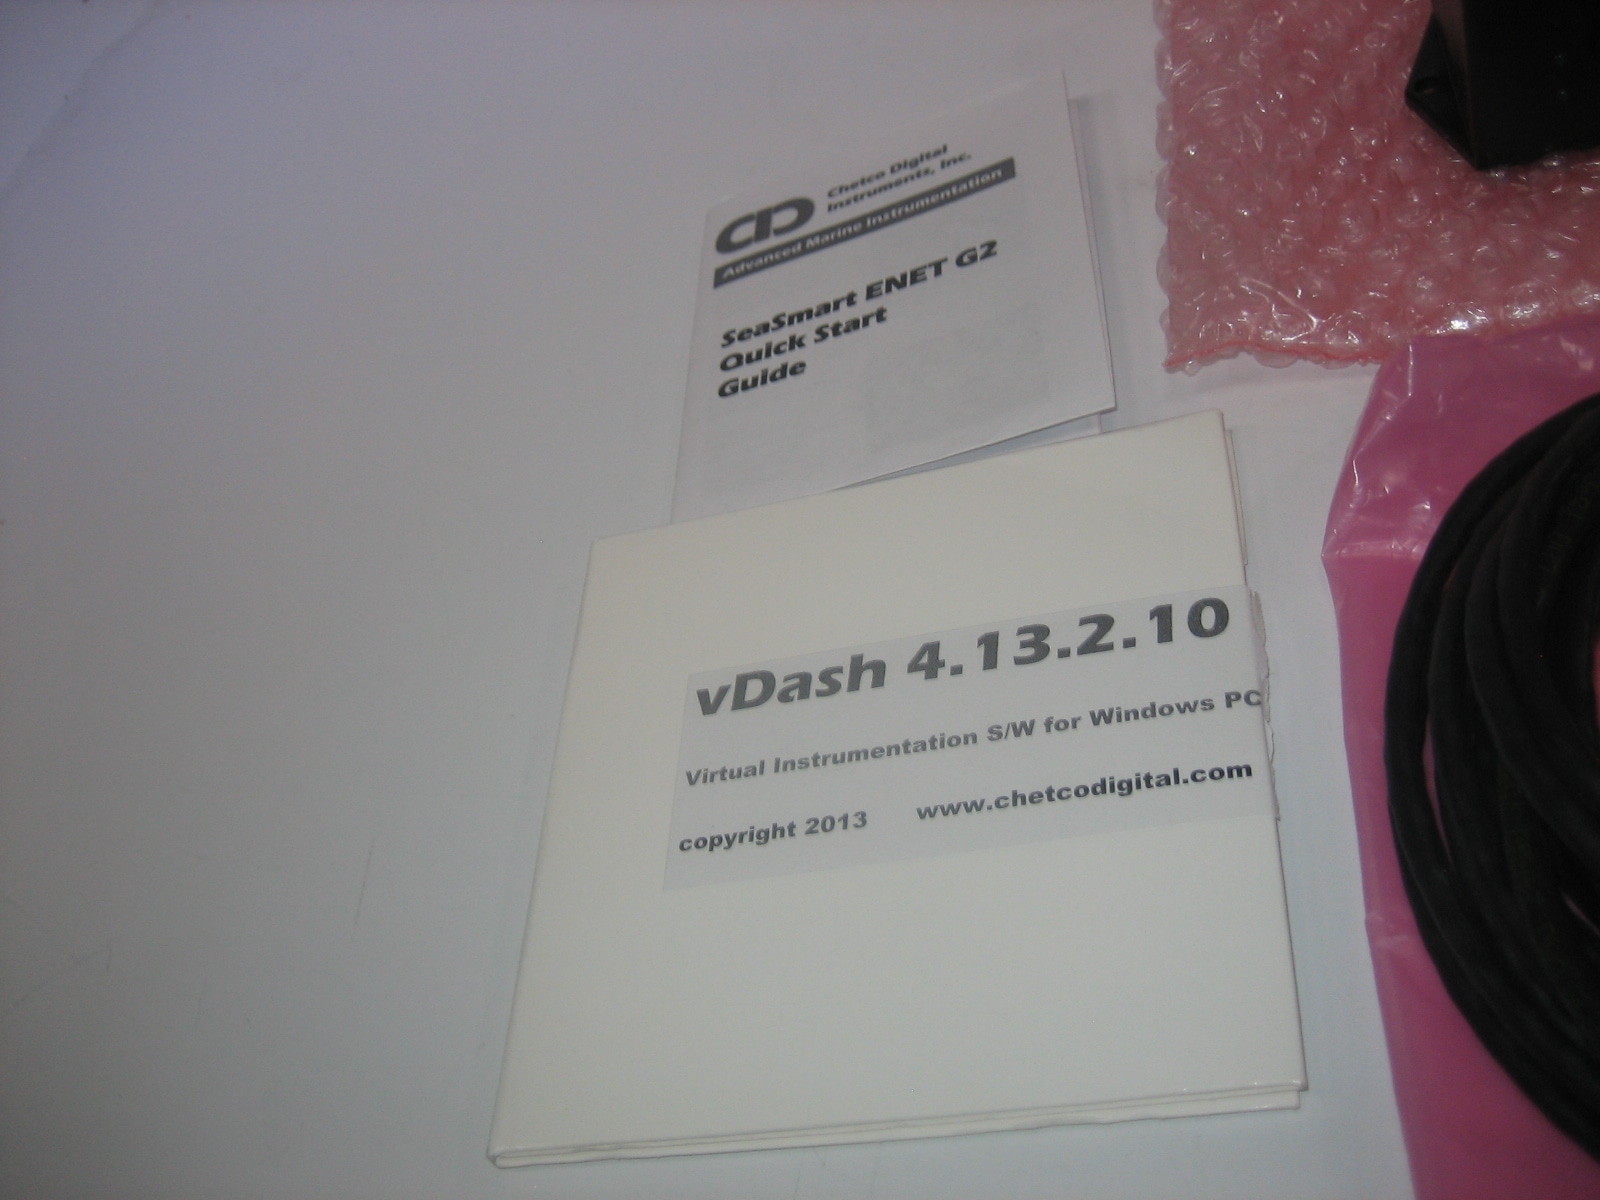 Chetco Digital
Instruments, Inc.
Advanced Marine Instrumentation
SeaSmart ENET G2
Quick Start
Guide
vDash 4.13.2.10
Virtual Instrumentation S/W for Windows PC
copyright 2013 www.chetcodigital.com